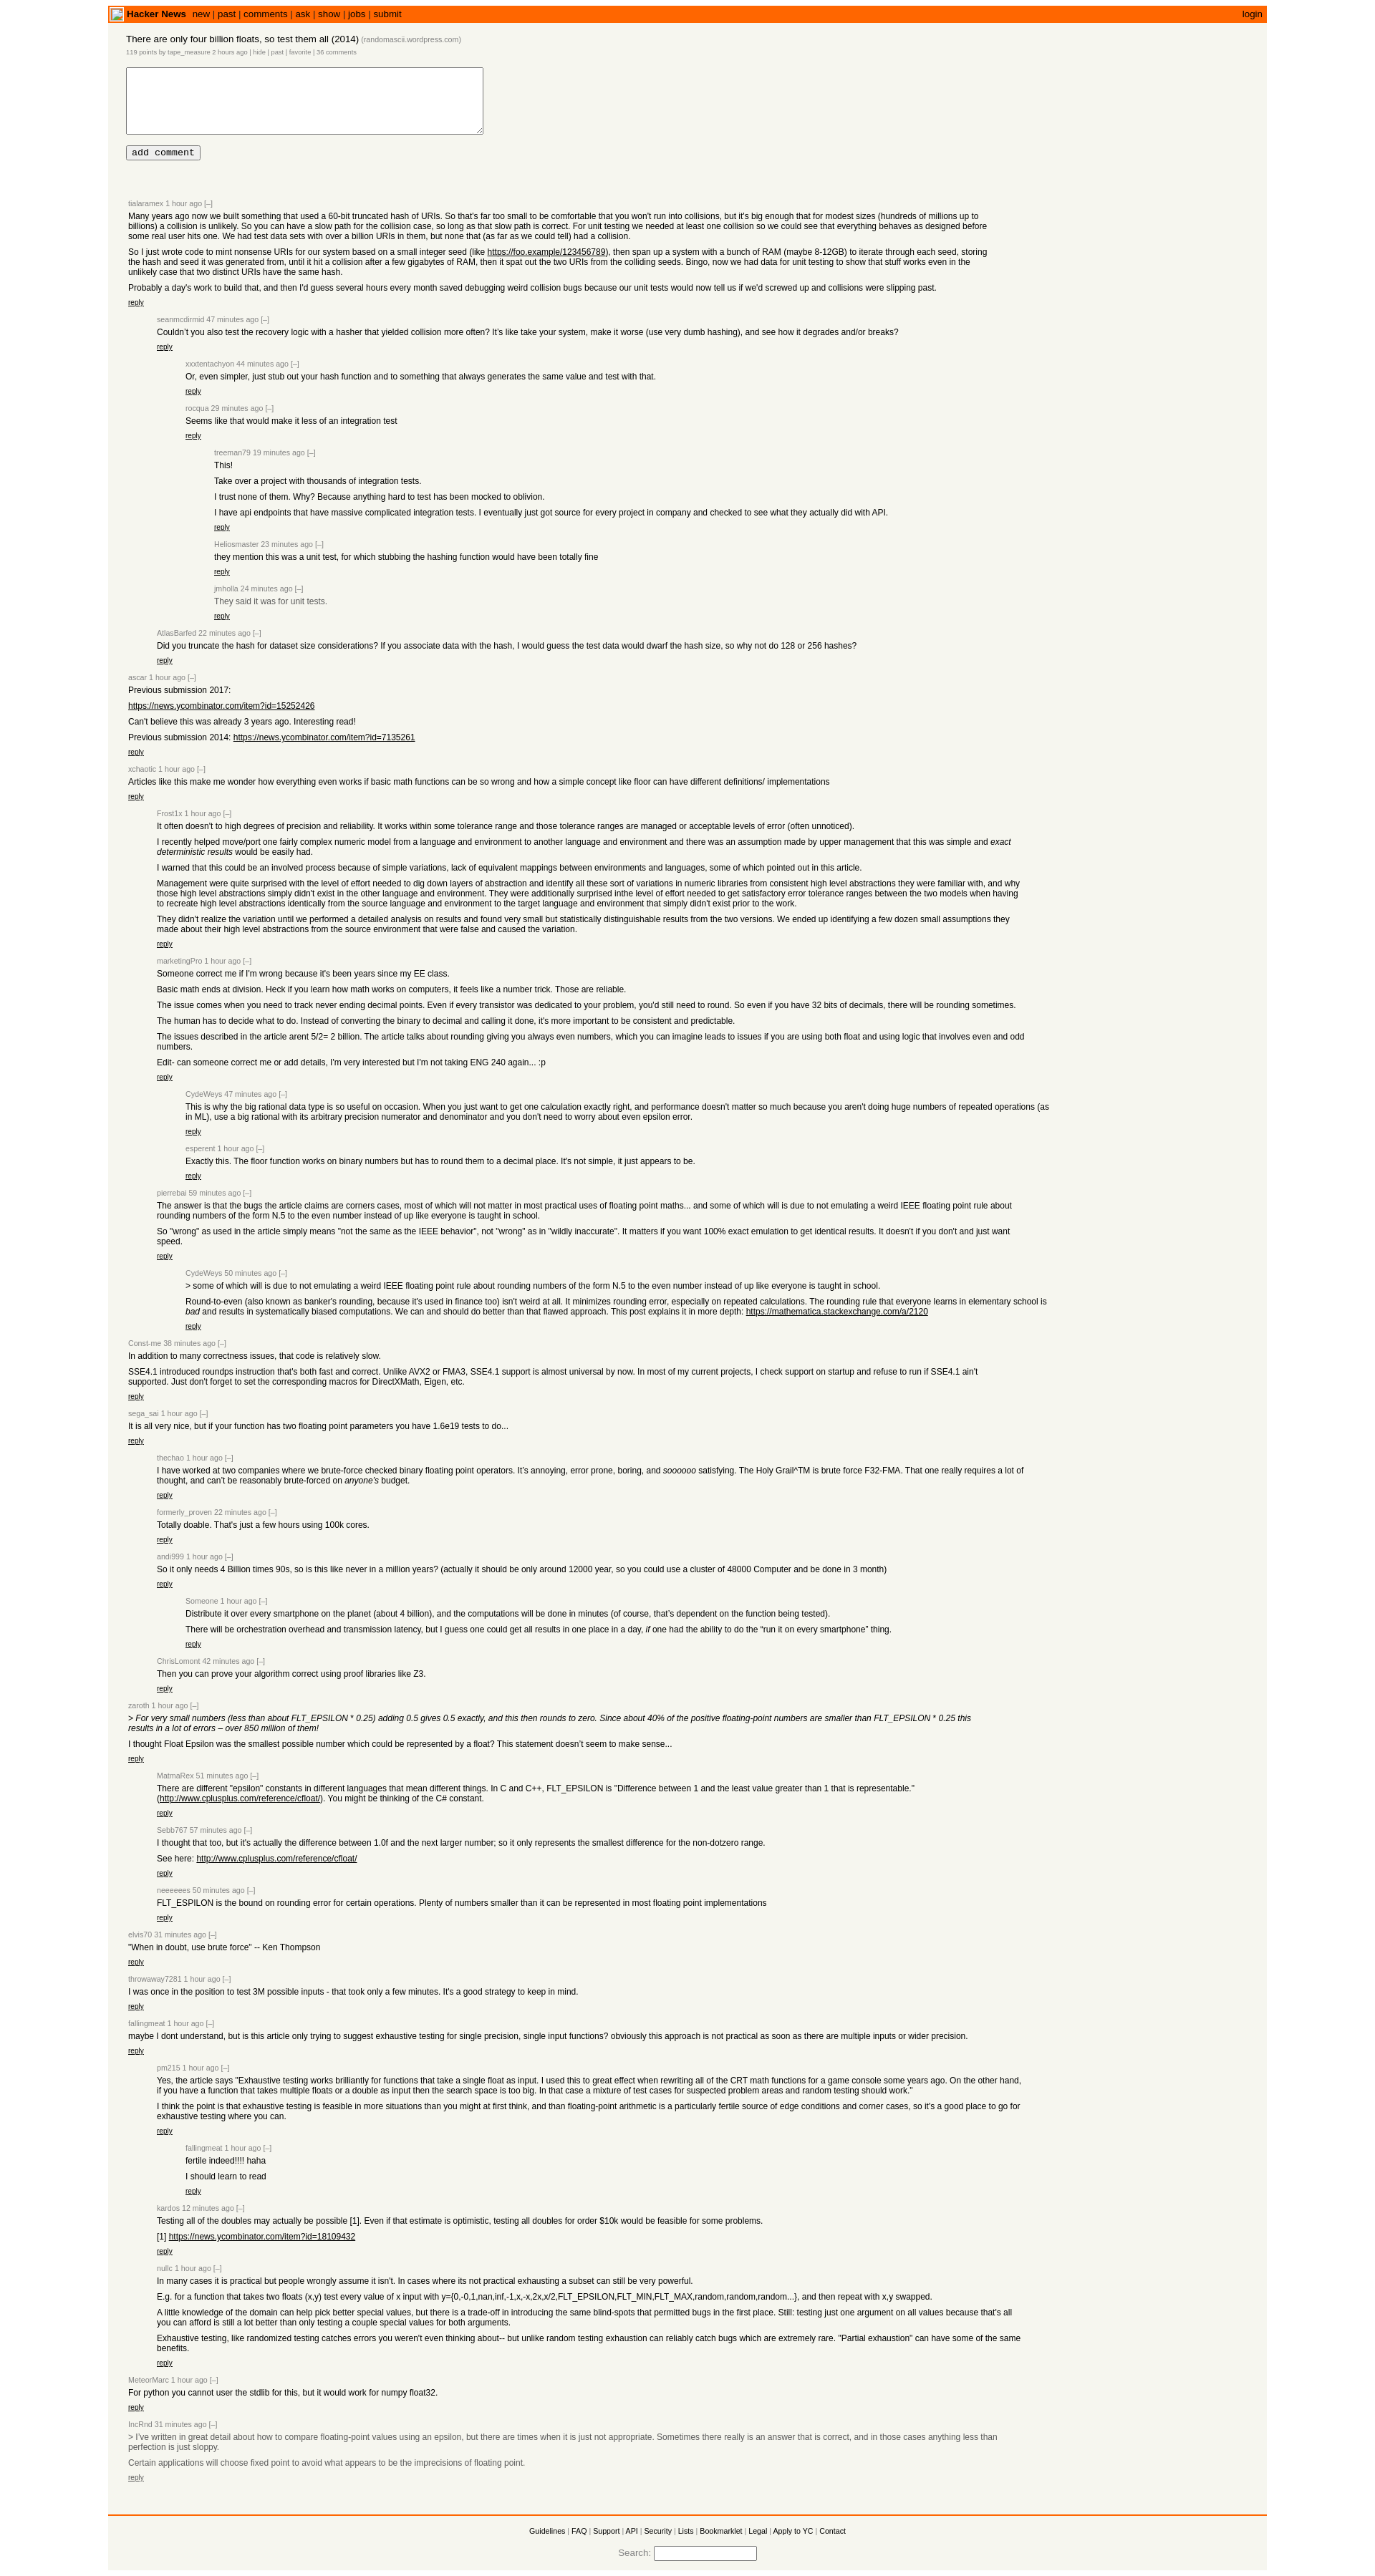 Hacker News new | past | comments | ask | show | jobs | submit login
There are only four billion floats, so test them all (2014) (randomascii.wordpress.com)
119 points by tape_measure 2 hours ago | hide | past | favorite | 36 comments
add comment
tialaramex 1 hour ago [–]
Many years ago now we built something that used a 60-bit truncated hash of URIs. So that's far too small to be comfortable that you won't run into collisions, but it's big enough that for modest sizes (hundreds of millions up to
billions) a collision is unlikely. So you can have a slow path for the collision case, so long as that slow path is correct. For unit testing we needed at least one collision so we could see that everything behaves as designed before
some real user hits one. We had test data sets with over a billion URIs in them, but none that (as far as we could tell) had a collision.
So I just wrote code to mint nonsense URIs for our system based on a small integer seed (like https://foo.example/123456789), then span up a system with a bunch of RAM (maybe 8-12GB) to iterate through each seed, storing
the hash and seed it was generated from, until it hit a collision after a few gigabytes of RAM, then it spat out the two URIs from the colliding seeds. Bingo, now we had data for unit testing to show that stuff works even in the
unlikely case that two distinct URIs have the same hash.
Probably a day's work to build that, and then I'd guess several hours every month saved debugging weird collision bugs because our unit tests would now tell us if we'd screwed up and collisions were slipping past.
reply
seanmcdirmid 47 minutes ago [–]
Couldn't you also test the recovery logic with a hasher that yielded collision more often? It's like take your system, make it worse (use very dumb hashing), and see how it degrades and/or breaks?
reply
xxxtentachyon 44 minutes ago [–]
Or, even simpler, just stub out your hash function and to something that always generates the same value and test with that.
reply
rocqua 29 minutes ago [–]
Seems like that would make it less of an integration test
reply
treeman79 19 minutes ago [–]
This!
Take over a project with thousands of integration tests.
I trust none of them. Why? Because anything hard to test has been mocked to oblivion.
I have api endpoints that have massive complicated integration tests. I eventually just got source for every project in company and checked to see what they actually did with API.
reply
Heliosmaster 23 minutes ago [–]
they mention this was a unit test, for which stubbing the hashing function would have been totally fine
reply
jmholla 24 minutes ago [–]
They said it was for unit tests.
reply
AtlasBarfed 22 minutes ago [–]
Did you truncate the hash for dataset size considerations? If you associate data with the hash, I would guess the test data would dwarf the hash size, so why not do 128 or 256 hashes?
reply
ascar 1 hour ago [–]
Previous submission 2017:
https://news.ycombinator.com/item?id=15252426
Can't believe this was already 3 years ago. Interesting read!
Previous submission 2014: https://news.ycombinator.com/item?id=7135261
reply
xchaotic 1 hour ago [–]
Articles like this make me wonder how everything even works if basic math functions can be so wrong and how a simple concept like floor can have different definitions/ implementations
reply
Frost1x 1 hour ago [–]
It often doesn't to high degrees of precision and reliability. It works within some tolerance range and those tolerance ranges are managed or acceptable levels of error (often unnoticed).
I recently helped move/port one fairly complex numeric model from a language and environment to another language and environment and there was an assumption made by upper management that this was simple and exact
deterministic results would be easily had.
I warned that this could be an involved process because of simple variations, lack of equivalent mappings between environments and languages, some of which pointed out in this article.
Management were quite surprised with the level of effort needed to dig down layers of abstraction and identify all these sort of variations in numeric libraries from consistent high level abstractions they were familiar with, and why
those high level abstractions simply didn't exist in the other language and environment. They were additionally surprised inthe level of effort needed to get satisfactory error tolerance ranges between the two models when having
to recreate high level abstractions identically from the source language and environment to the target language and environment that simply didn't exist prior to the work.
They didn't realize the variation until we performed a detailed analysis on results and found very small but statistically distinguishable results from the two versions. We ended up identifying a few dozen small assumptions they
made about their high level abstractions from the source environment that were false and caused the variation.
reply
marketingPro 1 hour ago [–]
Someone correct me if I'm wrong because it's been years since my EE class.
Basic math ends at division. Heck if you learn how math works on computers, it feels like a number trick. Those are reliable.
The issue comes when you need to track never ending decimal points. Even if every transistor was dedicated to your problem, you'd still need to round. So even if you have 32 bits of decimals, there will be rounding sometimes.
The human has to decide what to do. Instead of converting the binary to decimal and calling it done, it's more important to be consistent and predictable.
The issues described in the article arent 5/2= 2 billion. The article talks about rounding giving you always even numbers, which you can imagine leads to issues if you are using both float and using logic that involves even and odd
numbers.
Edit- can someone correct me or add details, I'm very interested but I'm not taking ENG 240 again... :p
reply
CydeWeys 47 minutes ago [–]
This is why the big rational data type is so useful on occasion. When you just want to get one calculation exactly right, and performance doesn't matter so much because you aren't doing huge numbers of repeated operations (as
in ML), use a big rational with its arbitrary precision numerator and denominator and you don't need to worry about even epsilon error.
reply
esperent 1 hour ago [–]
Exactly this. The floor function works on binary numbers but has to round them to a decimal place. It's not simple, it just appears to be.
reply
pierrebai 59 minutes ago [–]
The answer is that the bugs the article claims are corners cases, most of which will not matter in most practical uses of floating point maths... and some of which will is due to not emulating a weird IEEE floating point rule about
rounding numbers of the form N.5 to the even number instead of up like everyone is taught in school.
So "wrong" as used in the article simply means "not the same as the IEEE behavior", not "wrong" as in "wildly inaccurate". It matters if you want 100% exact emulation to get identical results. It doesn't if you don't and just want
speed.
reply
CydeWeys 50 minutes ago [–]
> some of which will is due to not emulating a weird IEEE floating point rule about rounding numbers of the form N.5 to the even number instead of up like everyone is taught in school.
Round-to-even (also known as banker's rounding, because it's used in finance too) isn't weird at all. It minimizes rounding error, especially on repeated calculations. The rounding rule that everyone learns in elementary school is
bad and results in systematically biased computations. We can and should do better than that flawed approach. This post explains it in more depth: https://mathematica.stackexchange.com/a/2120
reply
Const-me 38 minutes ago [–]
In addition to many correctness issues, that code is relatively slow.
SSE4.1 introduced roundps instruction that's both fast and correct. Unlike AVX2 or FMA3, SSE4.1 support is almost universal by now. In most of my current projects, I check support on startup and refuse to run if SSE4.1 ain't
supported. Just don't forget to set the corresponding macros for DirectXMath, Eigen, etc.
reply
sega_sai 1 hour ago [–]
It is all very nice, but if your function has two floating point parameters you have 1.6e19 tests to do...
reply
thechao 1 hour ago [–]
I have worked at two companies where we brute-force checked binary floating point operators. It's annoying, error prone, boring, and soooooo satisfying. The Holy Grail^TM is brute force F32-FMA. That one really requires a lot of
thought, and can't be reasonably brute-forced on anyone's budget.
reply
formerly_proven 22 minutes ago [–]
Totally doable. That's just a few hours using 100k cores.
reply
andi999 1 hour ago [–]
So it only needs 4 Billion times 90s, so is this like never in a million years? (actually it should be only around 12000 year, so you could use a cluster of 48000 Computer and be done in 3 month)
reply
Someone 1 hour ago [–]
Distribute it over every smartphone on the planet (about 4 billion), and the computations will be done in minutes (of course, that's dependent on the function being tested).
There will be orchestration overhead and transmission latency, but I guess one could get all results in one place in a day, if one had the ability to do the “run it on every smartphone” thing.
reply
ChrisLomont 42 minutes ago [–]
Then you can prove your algorithm correct using proof libraries like Z3.
reply
zaroth 1 hour ago [–]
> For very small numbers (less than about FLT_EPSILON * 0.25) adding 0.5 gives 0.5 exactly, and this then rounds to zero. Since about 40% of the positive floating-point numbers are smaller than FLT_EPSILON * 0.25 this
results in a lot of errors – over 850 million of them!
I thought Float Epsilon was the smallest possible number which could be represented by a float? This statement doesn't seem to make sense...
reply
MatmaRex 51 minutes ago [–]
There are different "epsilon" constants in different languages that mean different things. In C and C++, FLT_EPSILON is "Difference between 1 and the least value greater than 1 that is representable."
(http://www.cplusplus.com/reference/cfloat/). You might be thinking of the C# constant.
reply
Sebb767 57 minutes ago [–]
I thought that too, but it's actually the difference between 1.0f and the next larger number; so it only represents the smallest difference for the non-dotzero range.
See here: http://www.cplusplus.com/reference/cfloat/
reply
neeeeees 50 minutes ago [–]
FLT_ESPILON is the bound on rounding error for certain operations. Plenty of numbers smaller than it can be represented in most floating point implementations
reply
elvis70 31 minutes ago [–]
"When in doubt, use brute force" -- Ken Thompson
reply
throwaway7281 1 hour ago [–]
I was once in the position to test 3M possible inputs - that took only a few minutes. It's a good strategy to keep in mind.
reply
fallingmeat 1 hour ago [–]
maybe I dont understand, but is this article only trying to suggest exhaustive testing for single precision, single input functions? obviously this approach is not practical as soon as there are multiple inputs or wider precision.
reply
pm215 1 hour ago [–]
Yes, the article says "Exhaustive testing works brilliantly for functions that take a single float as input. I used this to great effect when rewriting all of the CRT math functions for a game console some years ago. On the other hand,
if you have a function that takes multiple floats or a double as input then the search space is too big. In that case a mixture of test cases for suspected problem areas and random testing should work."
I think the point is that exhaustive testing is feasible in more situations than you might at first think, and than floating-point arithmetic is a particularly fertile source of edge conditions and corner cases, so it's a good place to go for
exhaustive testing where you can.
reply
fallingmeat 1 hour ago [–]
fertile indeed!!!! haha
I should learn to read
reply
kardos 12 minutes ago [–]
Testing all of the doubles may actually be possible [1]. Even if that estimate is optimistic, testing all doubles for order $10k would be feasible for some problems.
[1] https://news.ycombinator.com/item?id=18109432
reply
nullc 1 hour ago [–]
In many cases it is practical but people wrongly assume it isn't. In cases where its not practical exhausting a subset can still be very powerful.
E.g. for a function that takes two floats (x,y) test every value of x input with y={0,-0,1,nan,inf,-1,x,-x,2x,x/2,FLT_EPSILON,FLT_MIN,FLT_MAX,random,random,random...}, and then repeat with x,y swapped.
A little knowledge of the domain can help pick better special values, but there is a trade-off in introducing the same blind-spots that permitted bugs in the first place. Still: testing just one argument on all values because that's all
you can afford is still a lot better than only testing a couple special values for both arguments.
Exhaustive testing, like randomized testing catches errors you weren't even thinking about-- but unlike random testing exhaustion can reliably catch bugs which are extremely rare. "Partial exhaustion" can have some of the same
benefits.
reply
MeteorMarc 1 hour ago [–]
For python you cannot user the stdlib for this, but it would work for numpy float32.
reply
IncRnd 31 minutes ago [–]
> I've written in great detail about how to compare floating-point values using an epsilon, but there are times when it is just not appropriate. Sometimes there really is an answer that is correct, and in those cases anything less than
perfection is just sloppy.
Certain applications will choose fixed point to avoid what appears to be the imprecisions of floating point.
reply
Guidelines | FAQ | Support | API | Security | Lists | Bookmarklet | Legal | Apply to YC | Contact
Search: